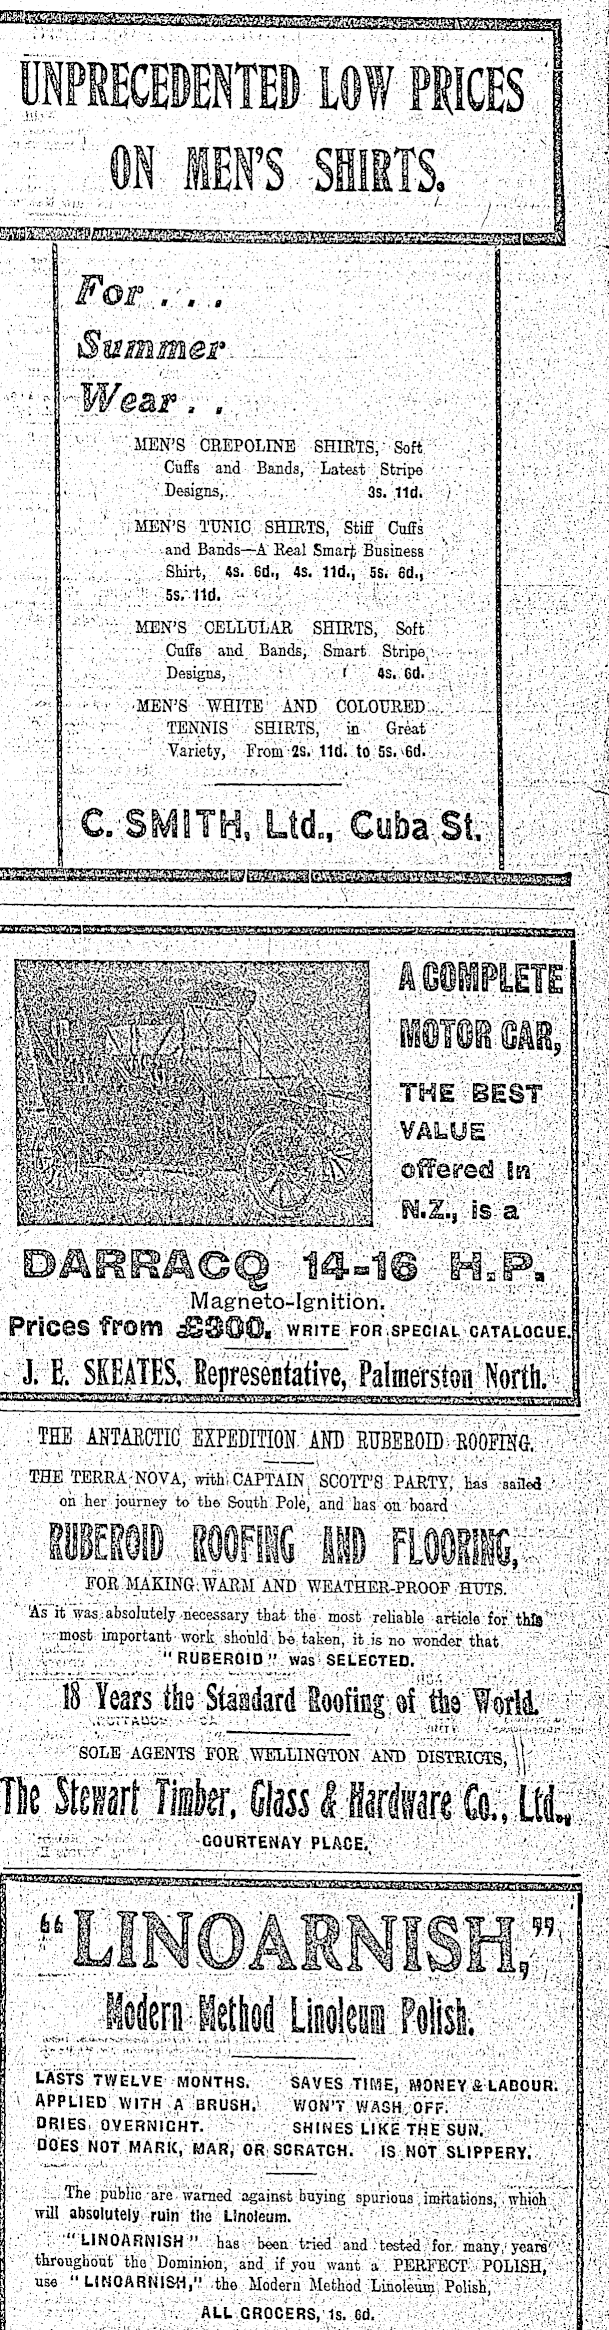 UNPRECEDENTED LOW PRICES
ON MEN'S SHIRTS.
For . . .
Summer
Wear . .
MEN'S CREPOLINE SHIRTS, Soft
Cuffs and Bands, Latest Stripe
Designs, 3s. 11d.
MEN'S TUNIC SHIRTS, Stiff Cuffs
and Bands—A Real Smart Business
Shirt, 4s. 6d., 4s. 11d., 5s. 6d.,
5s. 11d.
MEN'S CELLULAR SHIRTS, Soft
Cuffs and Bands, Smart Stripe
Designs, 4s. 6d.
MEN'S WHITE AND COLOURED
TENNIS SHIRTS, in Great
Variety, From 2s. 11d. to 5s. 6d.
C. SMITH, Ltd., Cuba St.
A COMPLETE
MOTOR CAR,
THE BEST
VALUE
offered in
N.Z., is a
DARRACQ 14-16 H.P.
Magneto-Ignition.
Prices from £300. WRITE FOR SPECIAL CATALOGUE.
J. E. SKEATES, Representative, Palmerston North.
THE ANTARCTIC EXPEDITION AND RUBEROID ROOFING.
THE TERRA NOVA, with CAPTAIN SCOTT'S PARTY, has sailed
on her journey to the South Pole, and has on board
RUBEROID ROOFING AND FLOORING,
FOR MAKING WARM AND WEATHER-PROOF HUTS.
As it was absolutely necessary that the most reliable article for this
most important work should be taken, it is no wonder that
"RUBEROID" was SELECTED.
18 Years the Standard Roofing of the World.
SOLE AGENTS FOR WELLINGTON AND DISTRICTS,
The Stewart Timber, Glass & Hardware Co., Ltd.,
COURTENAY PLACE.
"LINOARNISH,"
Modern Method Linoleum Polish.
LASTS TWELVE MONTHS. SAVES TIME, MONEY & LABOUR.
APPLIED WITH A BRUSH. WON'T WASH OFF.
DRIES OVERNIGHT. SHINES LIKE THE SUN.
DOES NOT MARK, MAR, OR SCRATCH. IS NOT SLIPPERY.
The public are warned against buying spurious imitations, which
will absolutely ruin the Linoleum.
"LINOARNISH" has been tried and tested for many years
throughout the Dominion, and if you want a PERFECT POLISH,
use "LINOARNISH," the Modern Method Linoleum Polish,
ALL GROCERS, 1s. 6d.